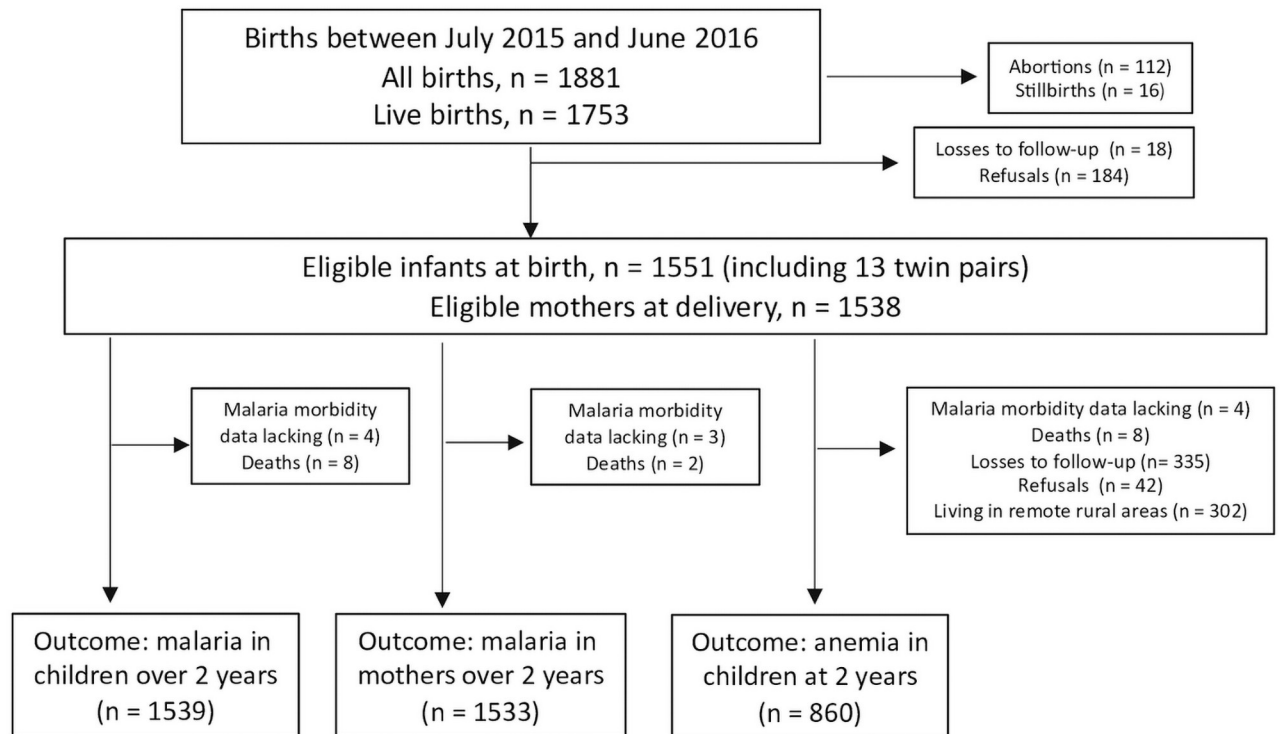 Births between July 2015 and June 2016
All births, n = 1881
Live births, n = 1753
Abortions (n = 112)
Stillbirths (n = 16)
Losses to follow-up (n = 18)
Refusals (n = 184)
Eligible infants at birth, n = 1551 (including 13 twin pairs)
Eligible mothers at delivery, n = 1538
Malaria morbidity
data lacking (n = 4)
Deaths (n = 8)
Malaria morbidity
data lacking (n = 3)
Deaths (n = 2)
Malaria morbidity data lacking (n = 4)
Deaths (n = 8)
Losses to follow-up (n= 335)
Refusals (n = 42)
Living in remote rural areas (n = 302)
Outcome: malaria in
children over 2 years
(n = 1539)
Outcome: malaria in
mothers over 2 years
(n = 1533)
Outcome: anemia in
children at 2 years
(n = 860)